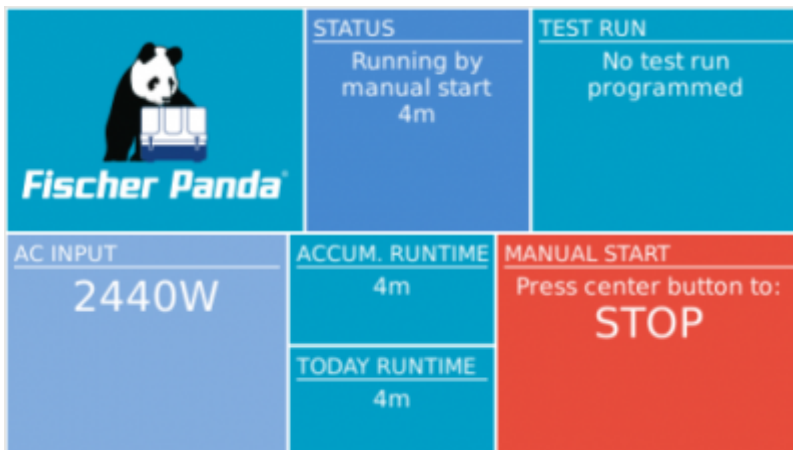 Fischer Panda®
STATUS
Running by
manual start
4m
TEST RUN
No test run
programmed
AC INPUT
2440W
ACCUM. RUNTIME
4m
TODAY RUNTIME
4m
MANUAL START
Press center button to:
STOP